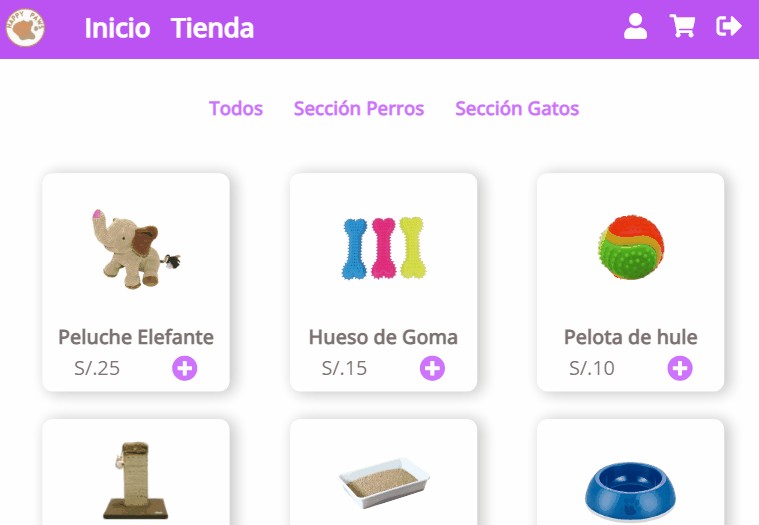 HAPPY PAWS
Inicio Tienda
Todos Sección Perros Sección Gatos
Peluche Elefante Hueso de Goma Pelota de hule
S/.25 S/.15 S/.10